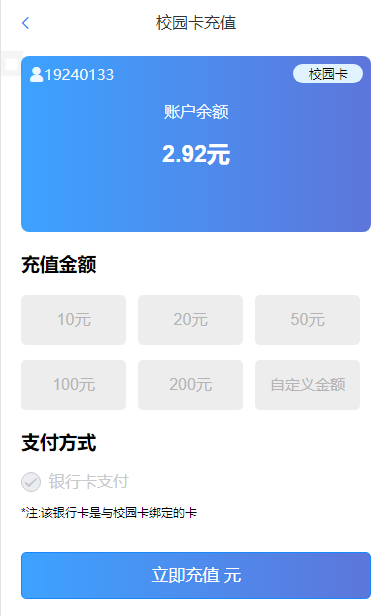 校园卡充值
19240133 校园卡
账户余额
2.92元
充值金额
10元 20元 50元
100元 200元 自定义金额
支付方式
银行卡支付
*注:该银行卡是与校园卡绑定的卡
立即充值 元